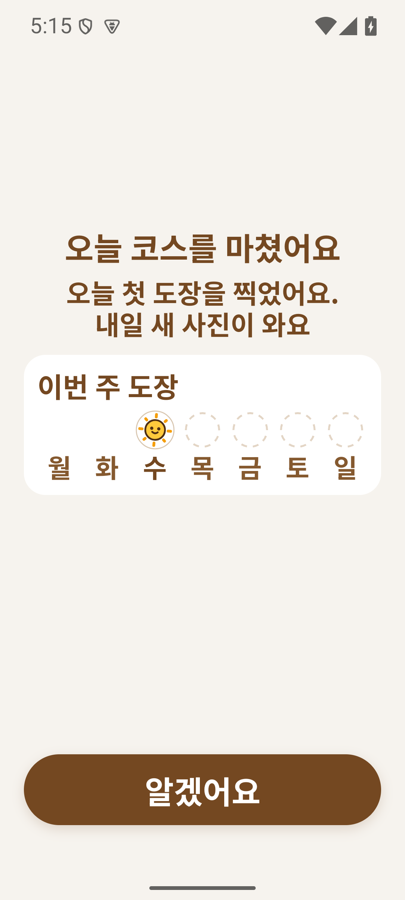 5:15
오늘 코스를 마쳤어요
오늘 첫 도장을 찍었어요.
내일 새 사진이 와요
이번 주 도장
월 화 수 목 금 토 일
알겠어요